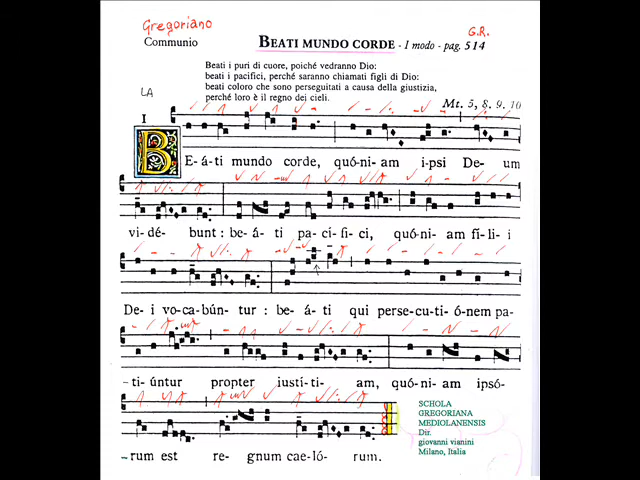 Gregoriano
G.R.
Communio
BEATI MUNDO CORDE - I modo - pag. 514
Beati i puri di cuore, poiché vedranno Dio:
beati i pacifici, perché saranno chiamati figli di Dio:
beati coloro che sono perseguitati a causa della giustizia,
perché loro è il regno dei cieli.
LA
Mt. 5, 8. 9. 10
I
BE-á-ti mundo corde, quó-ni-am i-psi De-um
vi-dé-bunt : be-á-ti pa-cí-fi-ci, quó-ni-am fí-li-i
De-i vo-ca-bún-tur : be-á-ti qui perse-cu-ti-ó-nem pa-
-ti-úntur propter iustí-ti-am, quó-ni-am ipsó-
-rum est re-gnum cae-ló-rum.
SCHOLA
GREGORIANA
MEDIOLANENSIS
Dir.
giovanni vianini
Milano, Italia